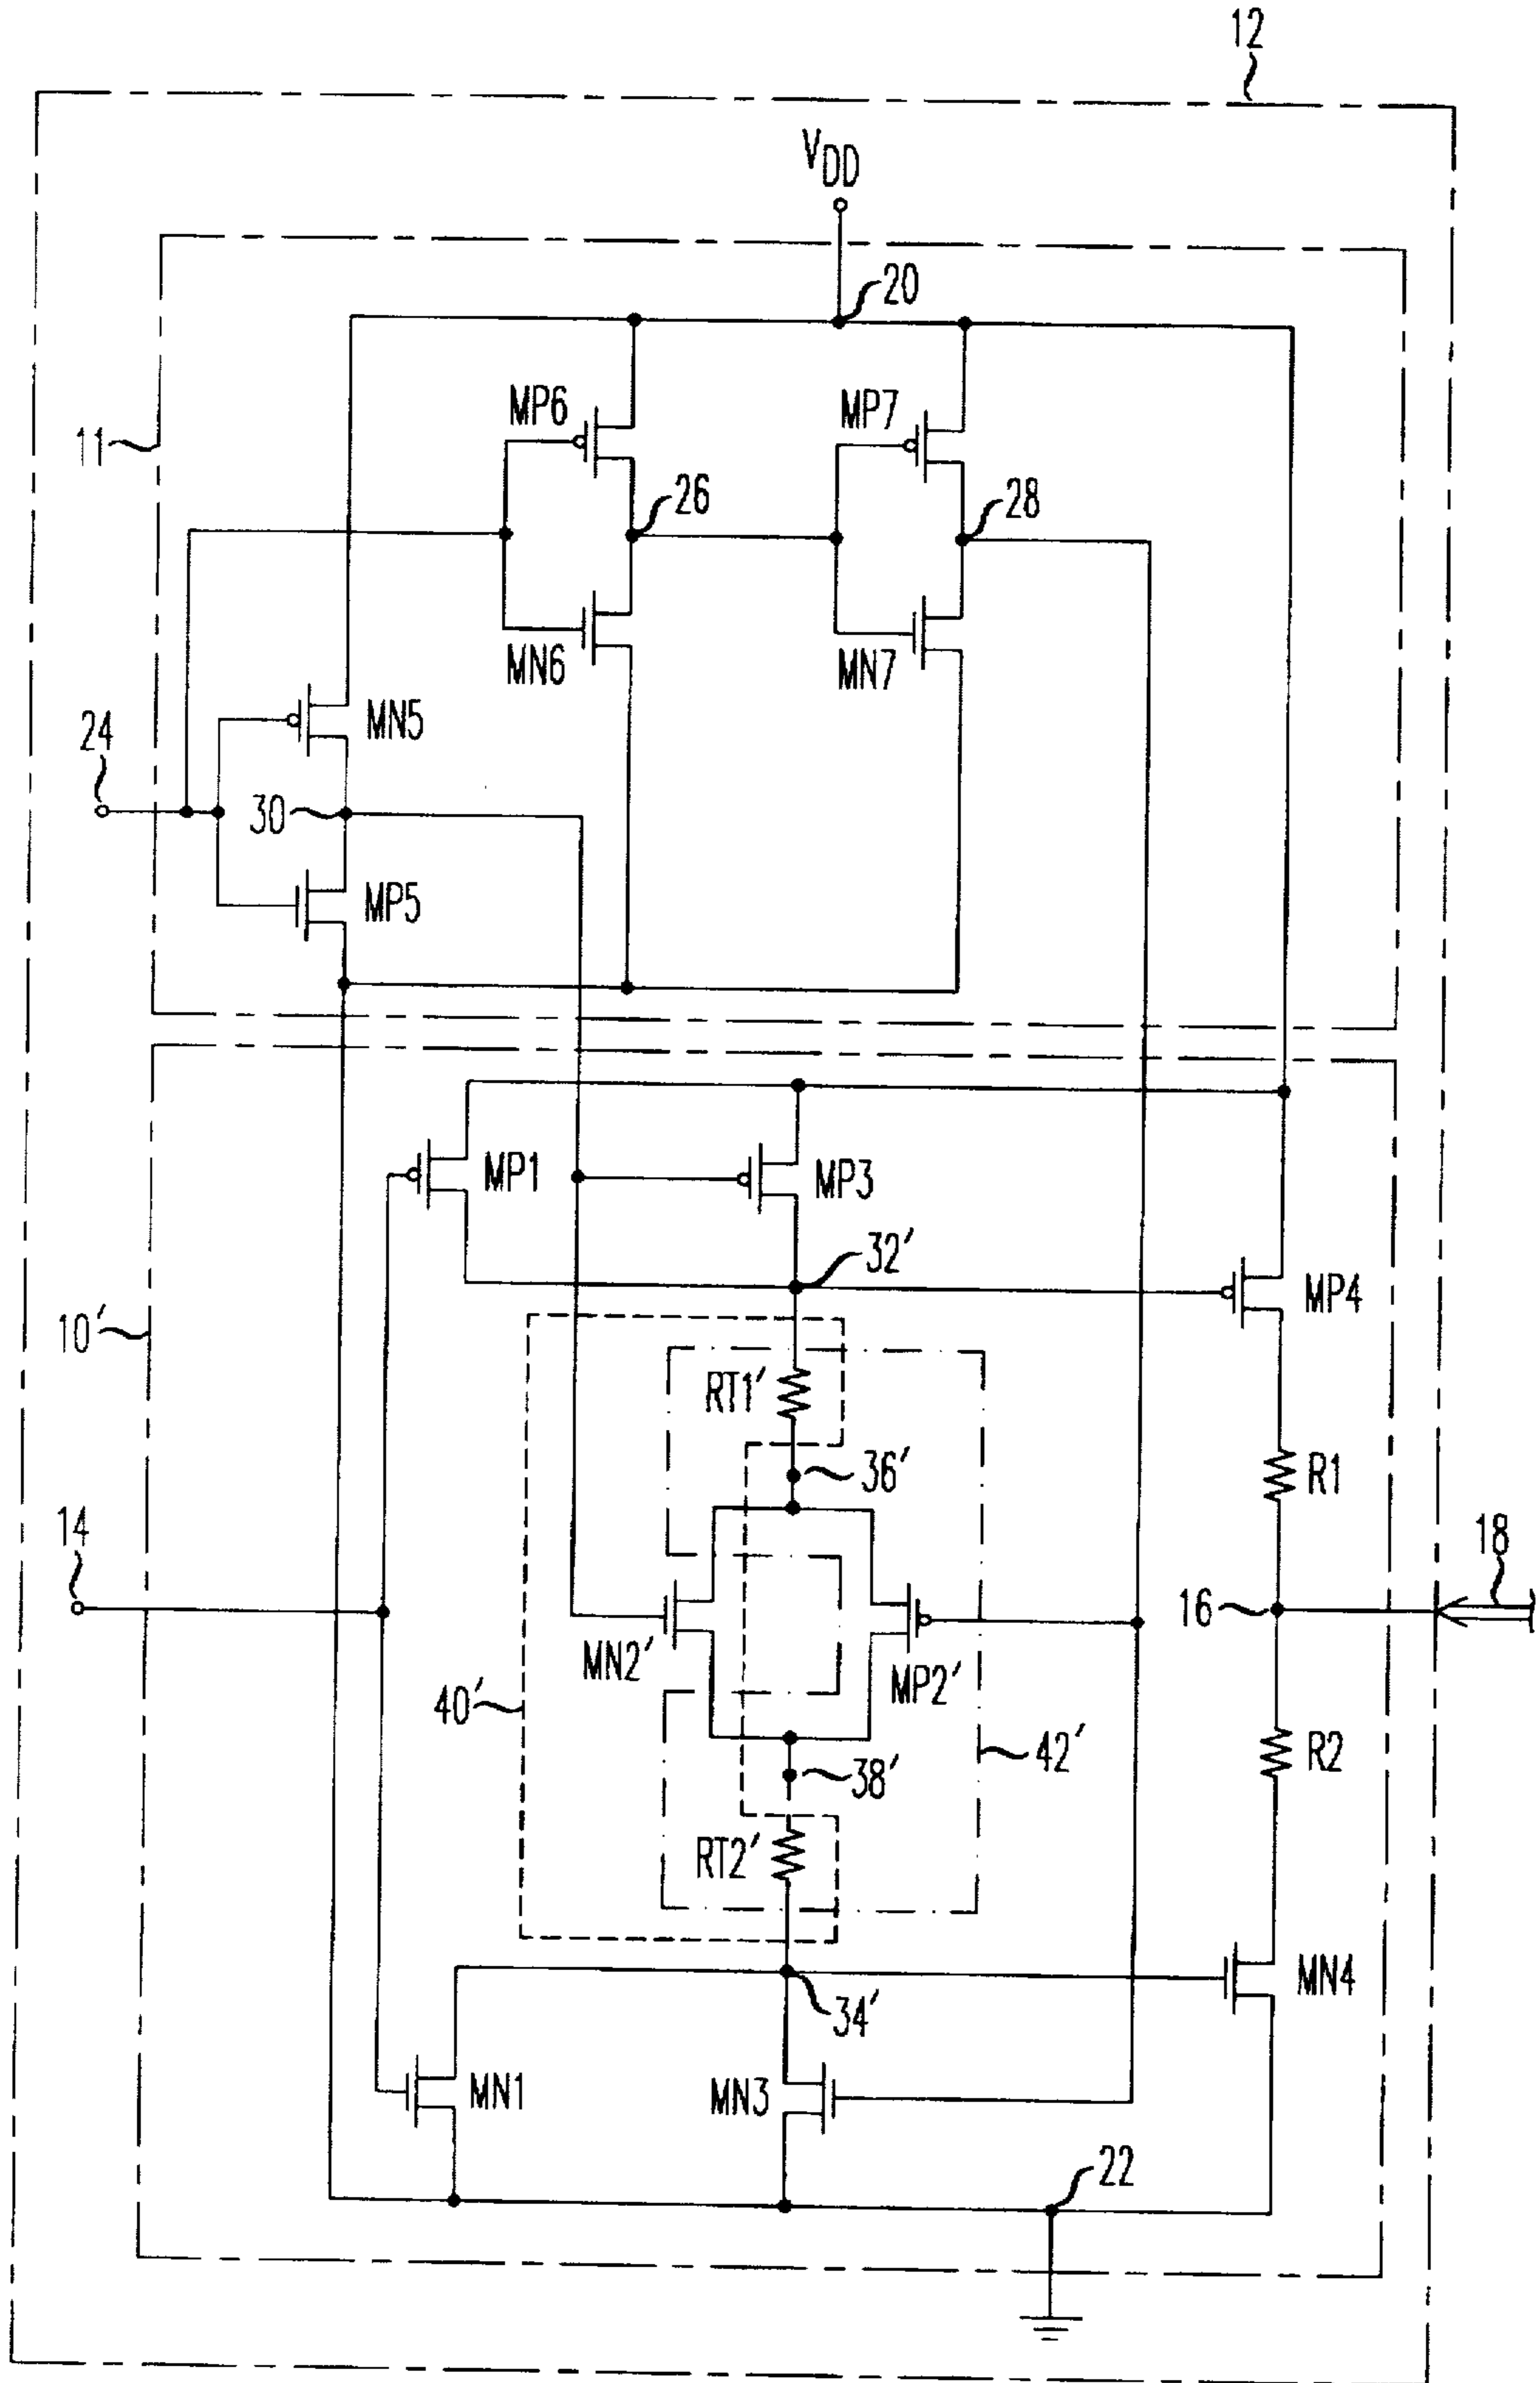 12
VDD
20
MP6
MP7
11
26
28
MN6
MN7
24
MN5
30
MP5
MP1
MP3
32′
MP4
10′
RT1′
36′
R1
14
18
16
MN2′
MP2′
40′
42′
R2
38′
RT2′
MN4
34′
MN1
MN3
22